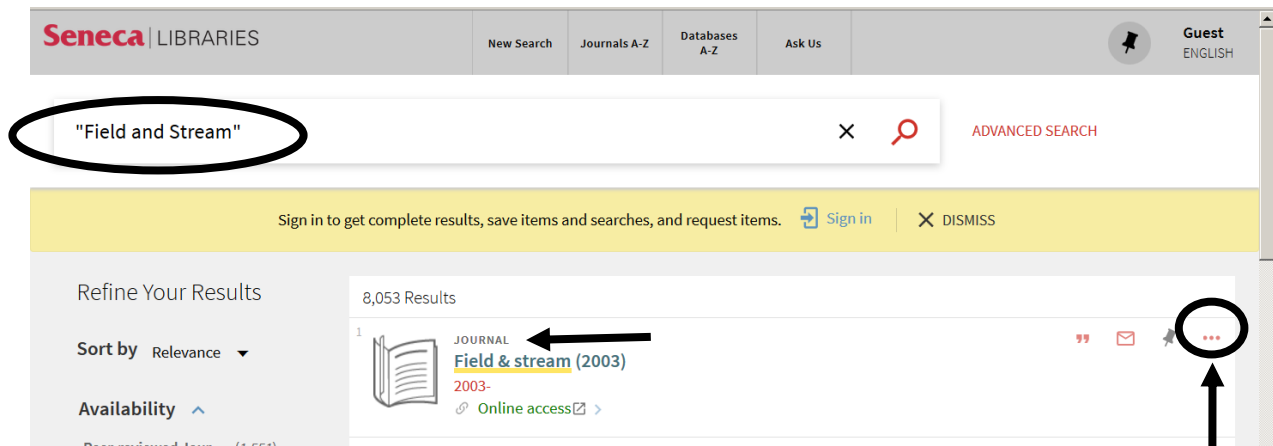 Seneca LIBRARIES
New Search
Journals A-Z
Databases
A-Z
Ask Us
Guest
ENGLISH
"Field and Stream"
ADVANCED SEARCH
Sign in to get complete results, save items and searches, and request items.
Sign in
DISMISS
Refine Your Results
Sort by Relevance
Availability
8,053 Results
1
JOURNAL
Field & stream (2003)
2003-
Online access